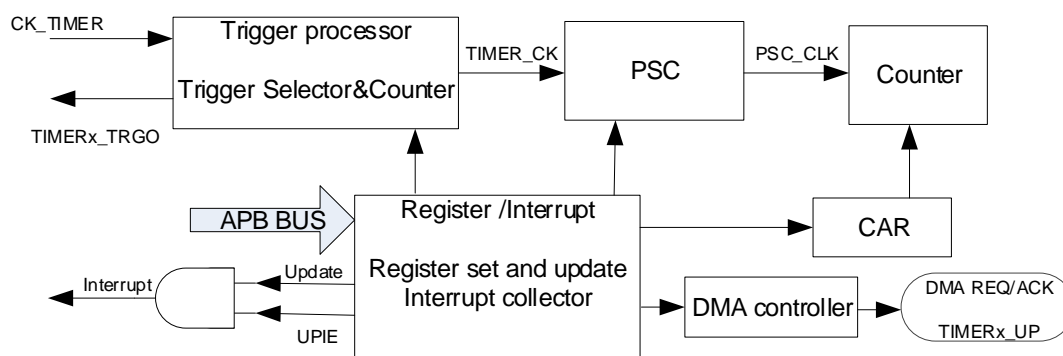 CK_TIMER
Trigger processor
Trigger Selector&Counter
TIMERx_TRGO
TIMER_CK
PSC
PSC_CLK
Counter
APB BUS
Register /Interrupt
Register set and update
Interrupt collector
CAR
Interrupt
Update
UPIE
DMA controller
DMA REQ/ACK
TIMERx_UP